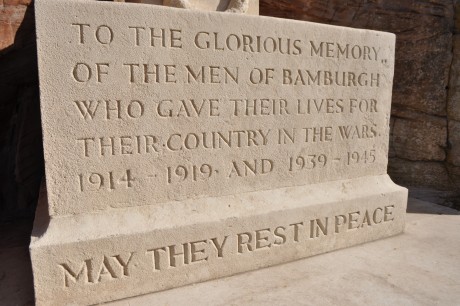 TO THE GLORIOUS MEMORY
OF THE MEN OF BAMBURGH
WHO GAVE THEIR LIVES FOR
THEIR·COUNTRY IN THE WARS.
1914 - 1919· AND 1939 - 1945
MAY THEY REST IN PEACE